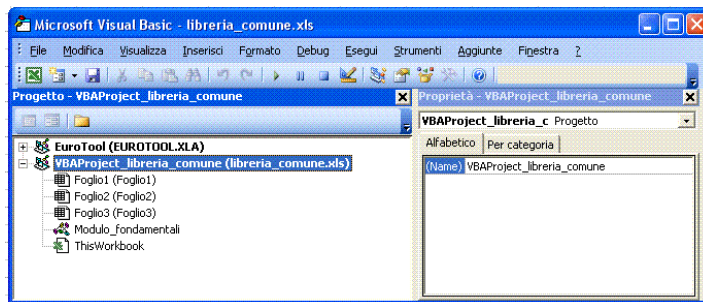 Microsoft Visual Basic - libreria_comune.xls
File Modifica Visualizza Inserisci Formato Debug Esegui Strumenti Aggiunte Finestra ?
Progetto - VBAProject_libreria_comune
Proprietà - VBAProject_libreria_comune
VBAProject_libreria_c Progetto
Alfabetico Per categoria
(Name) VBAProject_libreria_comune
EuroTool (EUROTOOL.XLA)
VBAProject_libreria_comune (libreria_comune.xls)
Foglio1 (Foglio1)
Foglio2 (Foglio2)
Foglio3 (Foglio3)
Modulo_fondamentali
ThisWorkbook